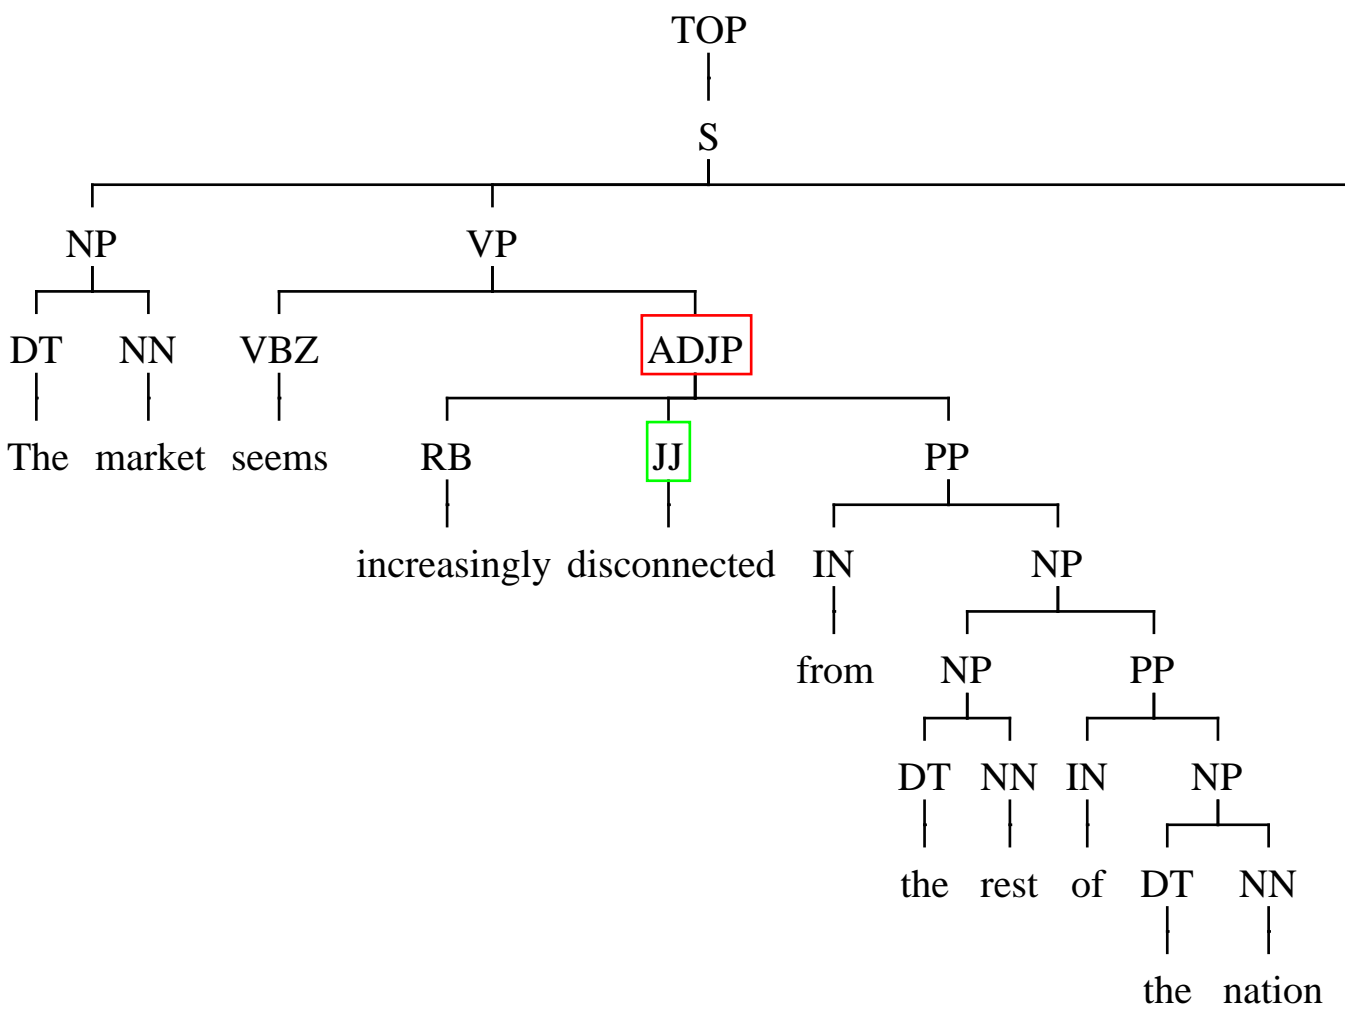 TOP
S
NP VP
DT NN VBZ ADJP
The market seems RB JJ PP
increasingly disconnected IN NP
from NP PP
DT NN IN NP
the rest of DT NN
the nation